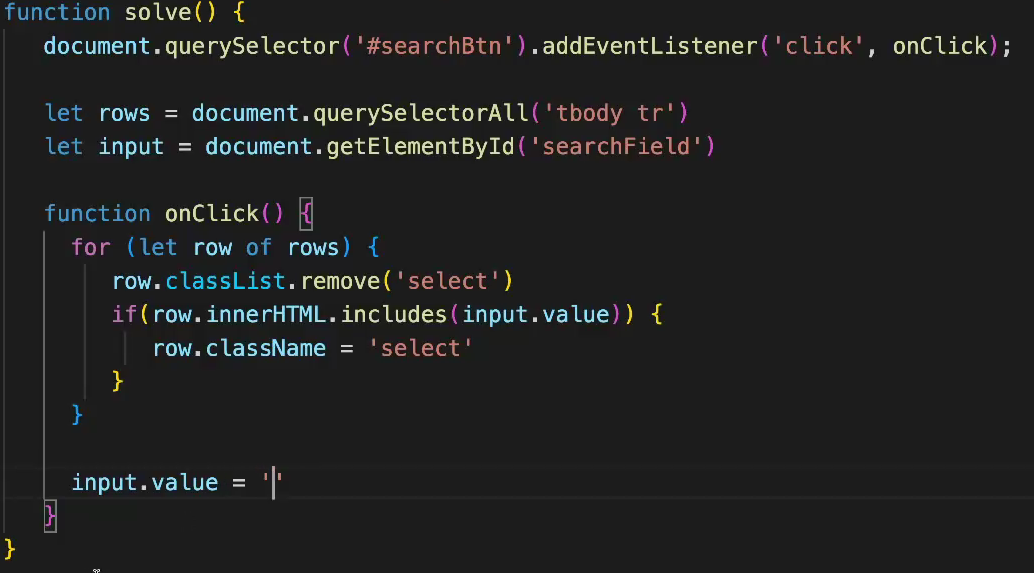 function solve() {
document.querySelector('#searchBtn').addEventListener('click', onClick);
let rows = document.querySelectorAll('tbody tr')
let input = document.getElementById('searchField')
function onClick() {
for (let row of rows) {
row.classList.remove('select')
if(row.innerHTML.includes(input.value)) {
row.className = 'select'
}
}
input.value = ''
}
}